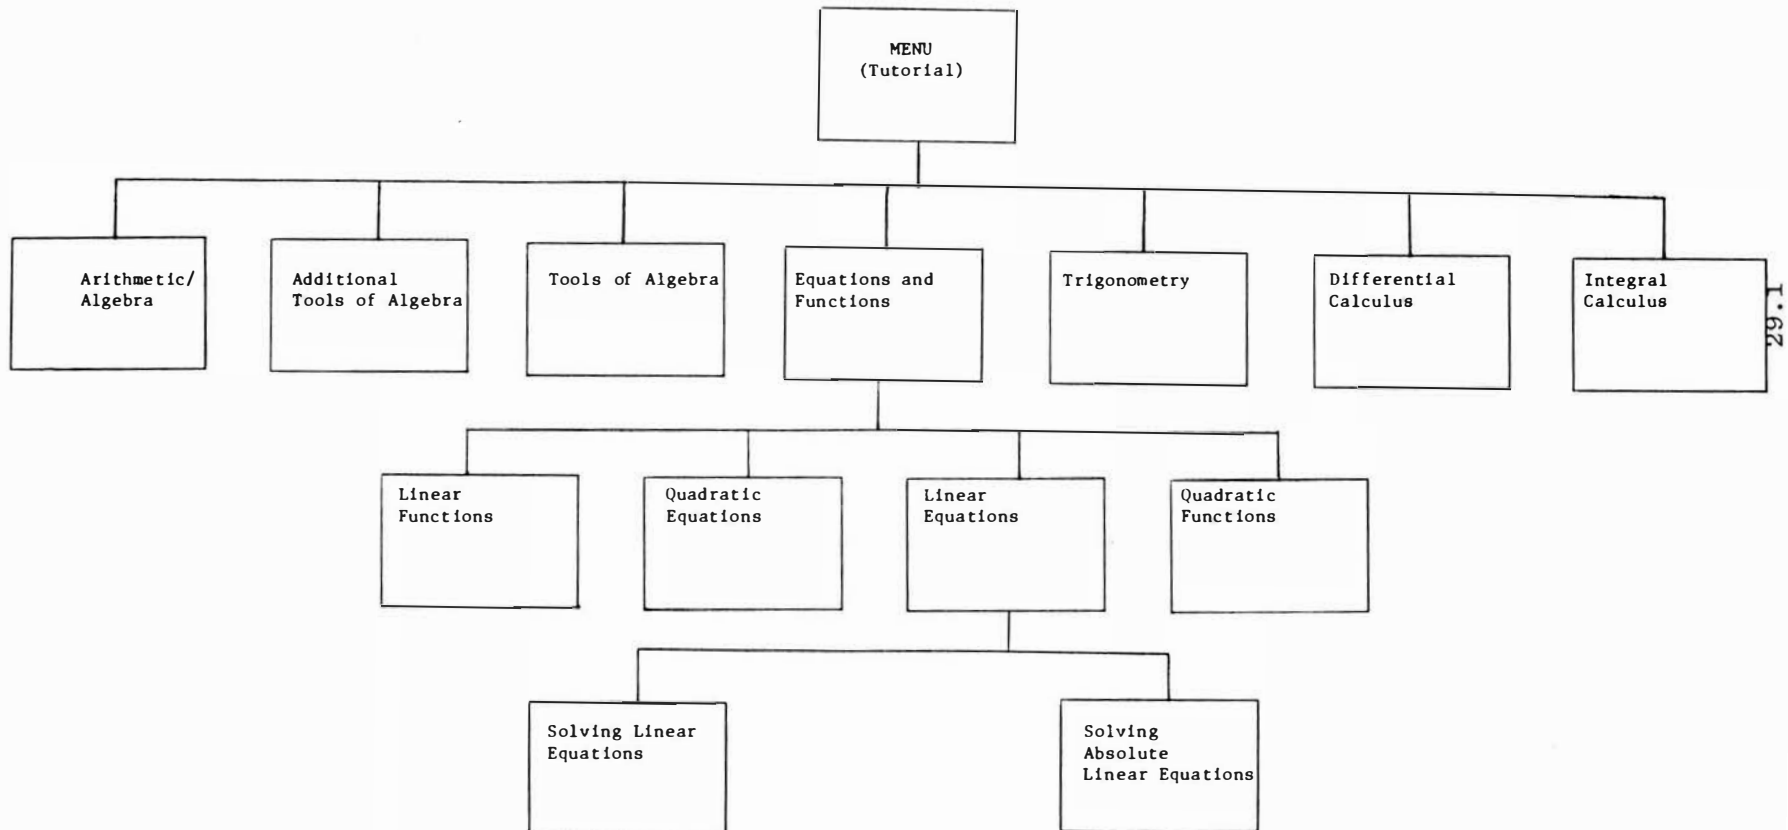 MENU
(Tutorial)
Arithmetic/
Algebra
Additional
Tools of Algebra
Tools of Algebra
Equations and
Functions
Trigonometry
Differential
Calculus
Integral
Calculus
29.1
Linear
Functions
Quadratic
Equations
Linear
Equations
Quadratic
Functions
Solving Linear
Equations
Solving
Absolute
Linear Equations